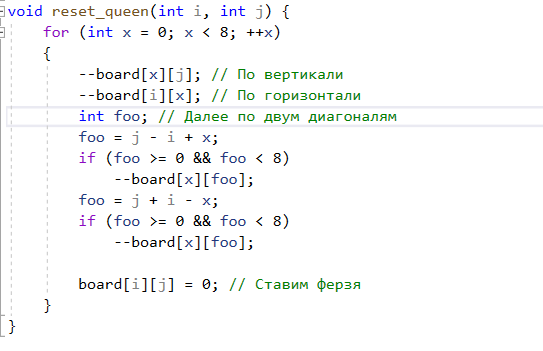 void reset_queen(int i, int j) {
    for (int x = 0; x < 8; ++x)
    {
        --board[x][j]; // По вертикали
        --board[i][x]; // По горизонтали
        int foo; // Далее по двум диагоналям
        foo = j - i + x;
        if (foo >= 0 && foo < 8)
            --board[x][foo];
        foo = j + i - x;
        if (foo >= 0 && foo < 8)
            --board[x][foo];

        board[i][j] = 0; // Ставим ферзя
    }
}